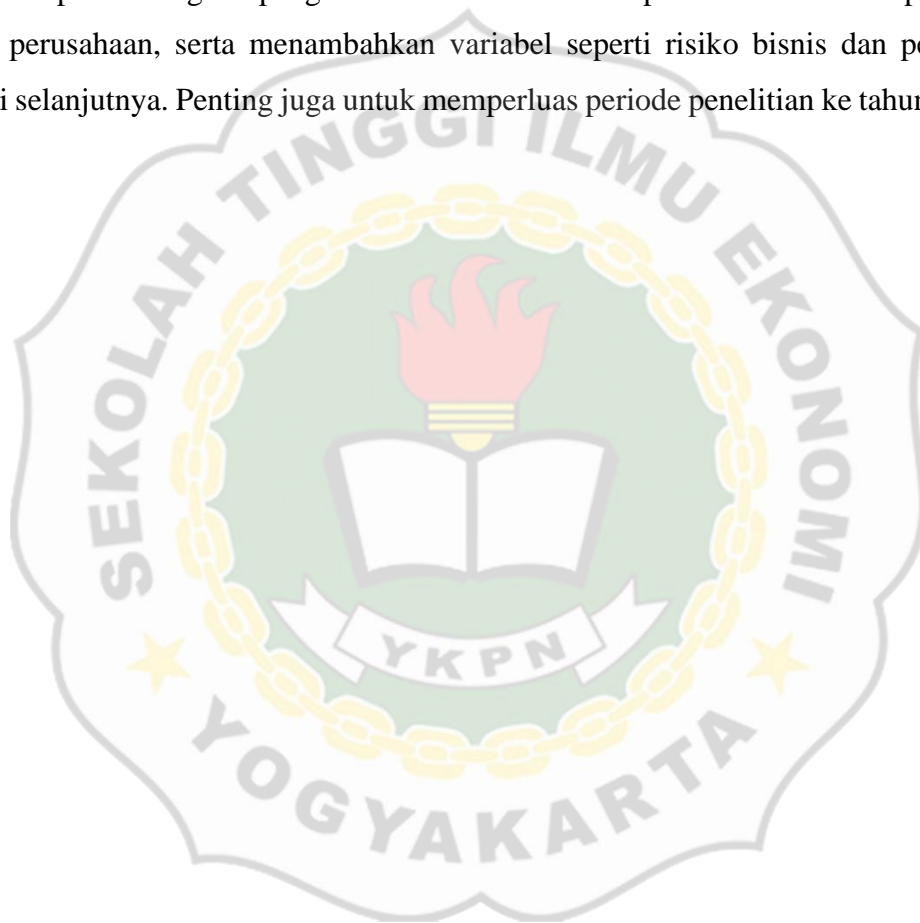 perusahaan, serta menambahkan variabel seperti risiko bisnis dan
selanjutnya. Penting juga untuk memperluas periode penelitian ke
SEKOLAH TINGGI ILMU EKONOMI
YKPN
YOGYAKARTA